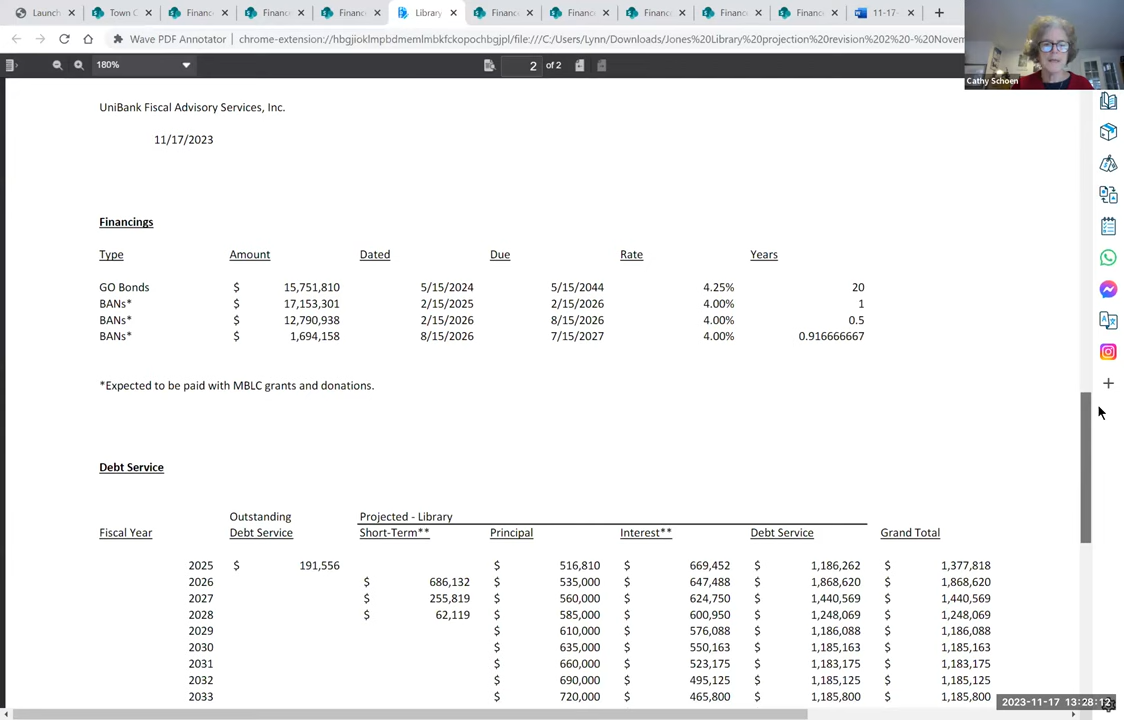 Launch Town C Financ Financ Financ Library Financ Financ Financ Financ Financ 11-17-
Wave PDF Annotator | chrome-extension://hbgjioklmpbdmemlmbkfckopochbgjpl/file:///C:/Users/Lynn/Downloads/Jones%20Library%20projection%20revision%202%20-%20Novem
180% 2 of 2
Cathy Schoen
UniBank Fiscal Advisory Services, Inc.
11/17/2023
Financings
Type Amount Dated Due Rate Years
GO Bonds $ 15,751,810 5/15/2024 5/15/2044 4.25% 20
BANs* $ 17,153,301 2/15/2025 2/15/2026 4.00% 1
BANs* $ 12,790,938 2/15/2026 8/15/2026 4.00% 0.5
BANs* $ 1,694,158 8/15/2026 7/15/2027 4.00% 0.916666667
*Expected to be paid with MBLC grants and donations.
Debt Service
Outstanding Projected - Library
Fiscal Year Debt Service Short-Term** Principal Interest** Debt Service Grand Total
2025 $ 191,556 $ 516,810 $ 669,452 $ 1,186,262 $ 1,377,818
2026 $ 686,132 $ 535,000 $ 647,488 $ 1,868,620 $ 1,868,620
2027 $ 255,819 $ 560,000 $ 624,750 $ 1,440,569 $ 1,440,569
2028 $ 62,119 $ 585,000 $ 600,950 $ 1,248,069 $ 1,248,069
2029 $ 610,000 $ 576,088 $ 1,186,088 $ 1,186,088
2030 $ 635,000 $ 550,163 $ 1,185,163 $ 1,185,163
2031 $ 660,000 $ 523,175 $ 1,183,175 $ 1,183,175
2032 $ 690,000 $ 495,125 $ 1,185,125 $ 1,185,125
2033 $ 720,000 $ 465,800 $ 1,185,800 $ 1,185,800
2023-11-17 13:28:12